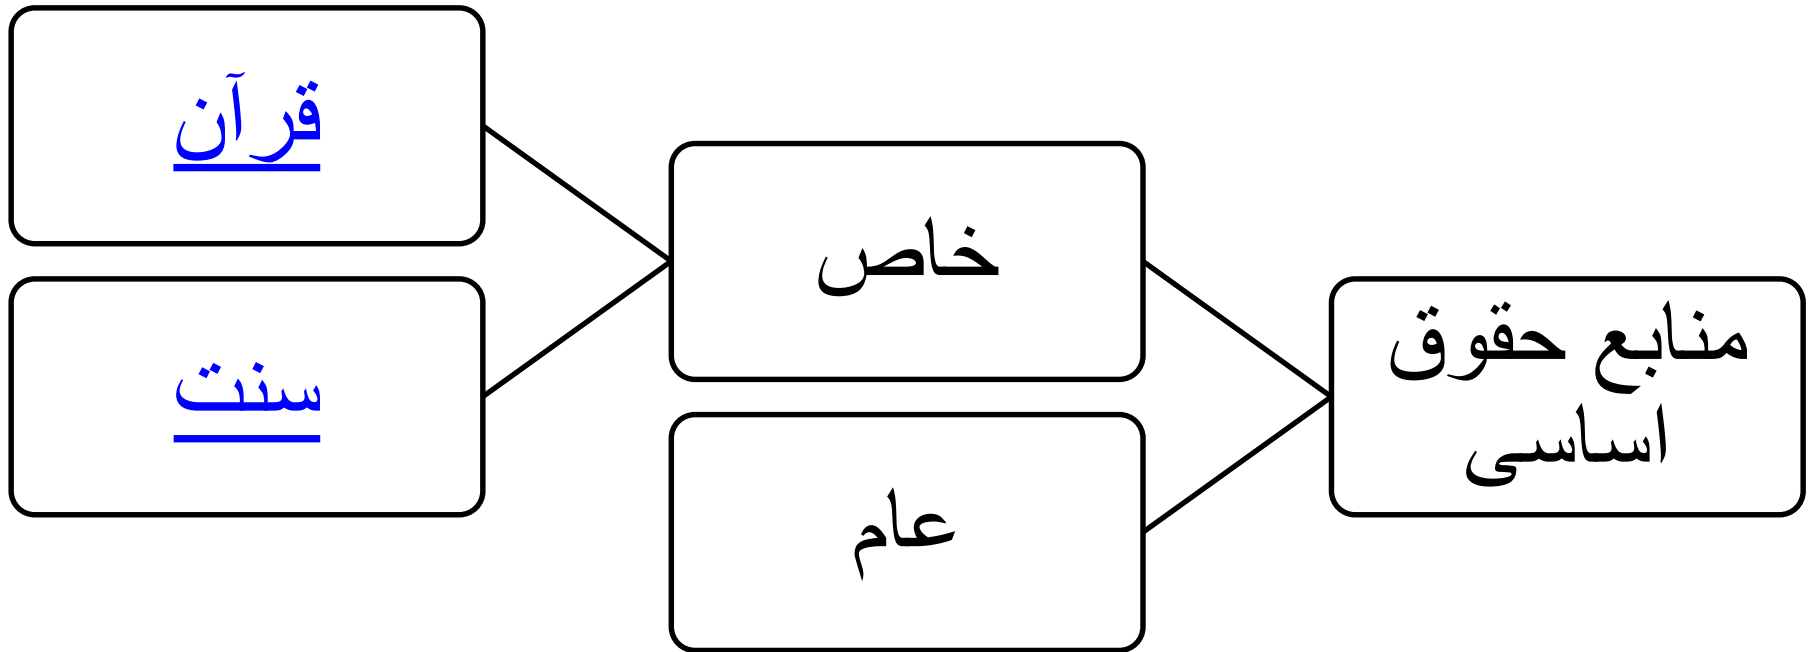 منابع حقوق
اساسی
خاص
عام
قرآن
سنت